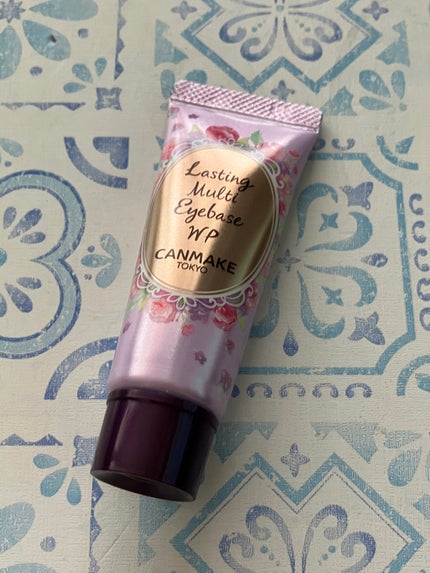 Lasting
Multi
Eyebase
WP
CANMAKE
TOKYO